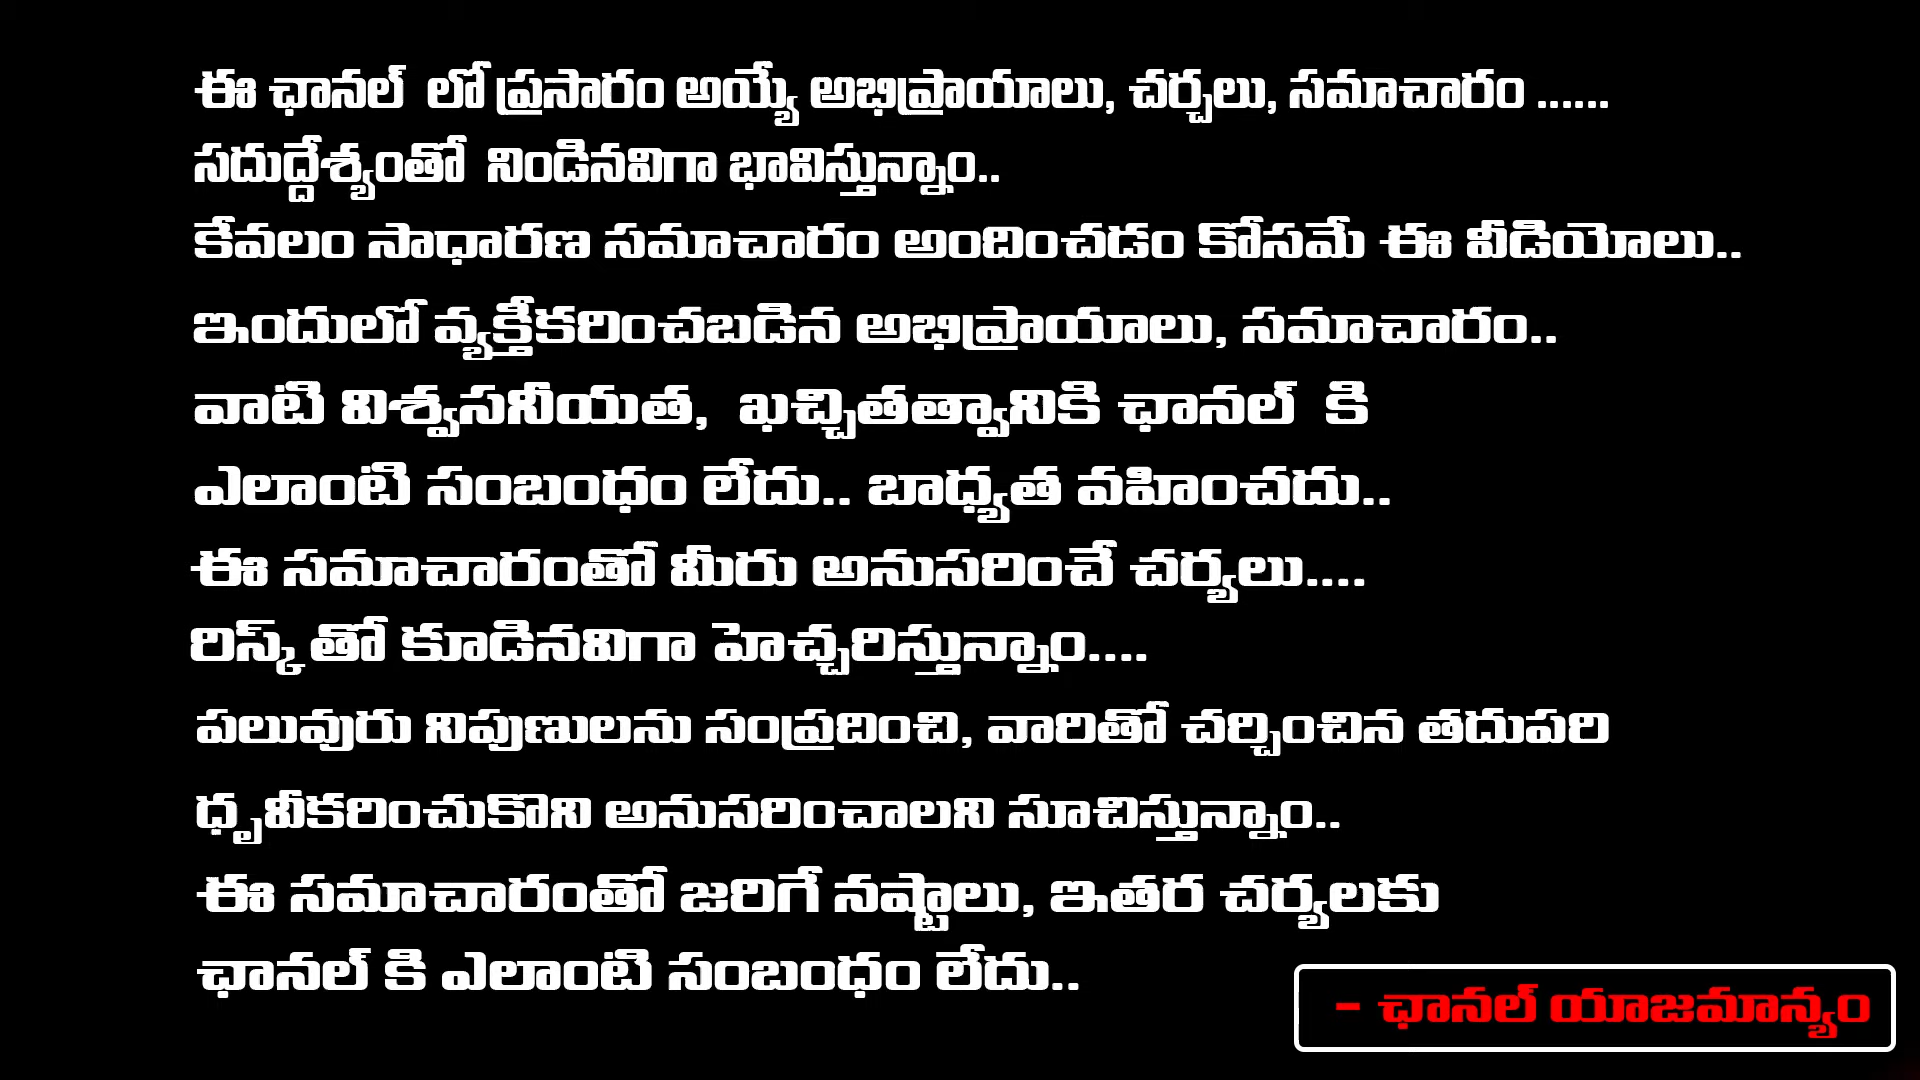 ఈ ఛానల్ లో ప్రసారం అయ్యే అభిప్రాయాలు, చర్చలు, సమాచారం ......
సదుద్దేశ్యంతో నిండినవిగా భావిస్తున్నాం..
కేవలం సాధారణ సమాచారం అందించడం కోసమే ఈ వీడియోలు..
ఇందులో వ్యక్తీకరించబడిన అభిప్రాయాలు, సమాచారం..
వాటి విశ్వసనీయత, ఖచ్చితత్వానికి ఛానల్ కి
ఎలాంటి సంబంధం లేదు.. బాధ్యత వహించదు..
ఈ సమాచారంతో మీరు అనుసరించే చర్యలు....
రిస్క్ తో కూడినవిగా హెచ్చరిస్తున్నాం....
పలువురు నిపుణులను సంప్రదించి, వారితో చర్చించిన తదుపరి
ధృవీకరించుకొని అనుసరించాలని సూచిస్తున్నాం..
ఈ సమాచారంతో జరిగే నష్టాలు, ఇతర చర్యలకు
ఛానల్ కి ఎలాంటి సంబంధం లేదు..
- ఛానల్ యాజమాన్యం